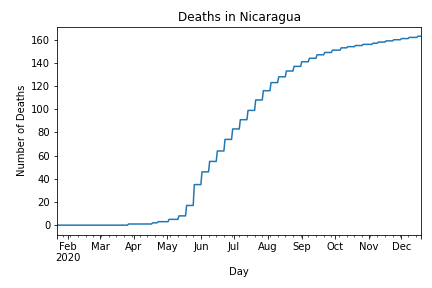 Deaths in Nicaragua
Number of Deaths
160
140
120
100
80
60
40
20
0
Feb Mar Apr May Jun Jul Aug Sep Oct Nov Dec
2020
Day